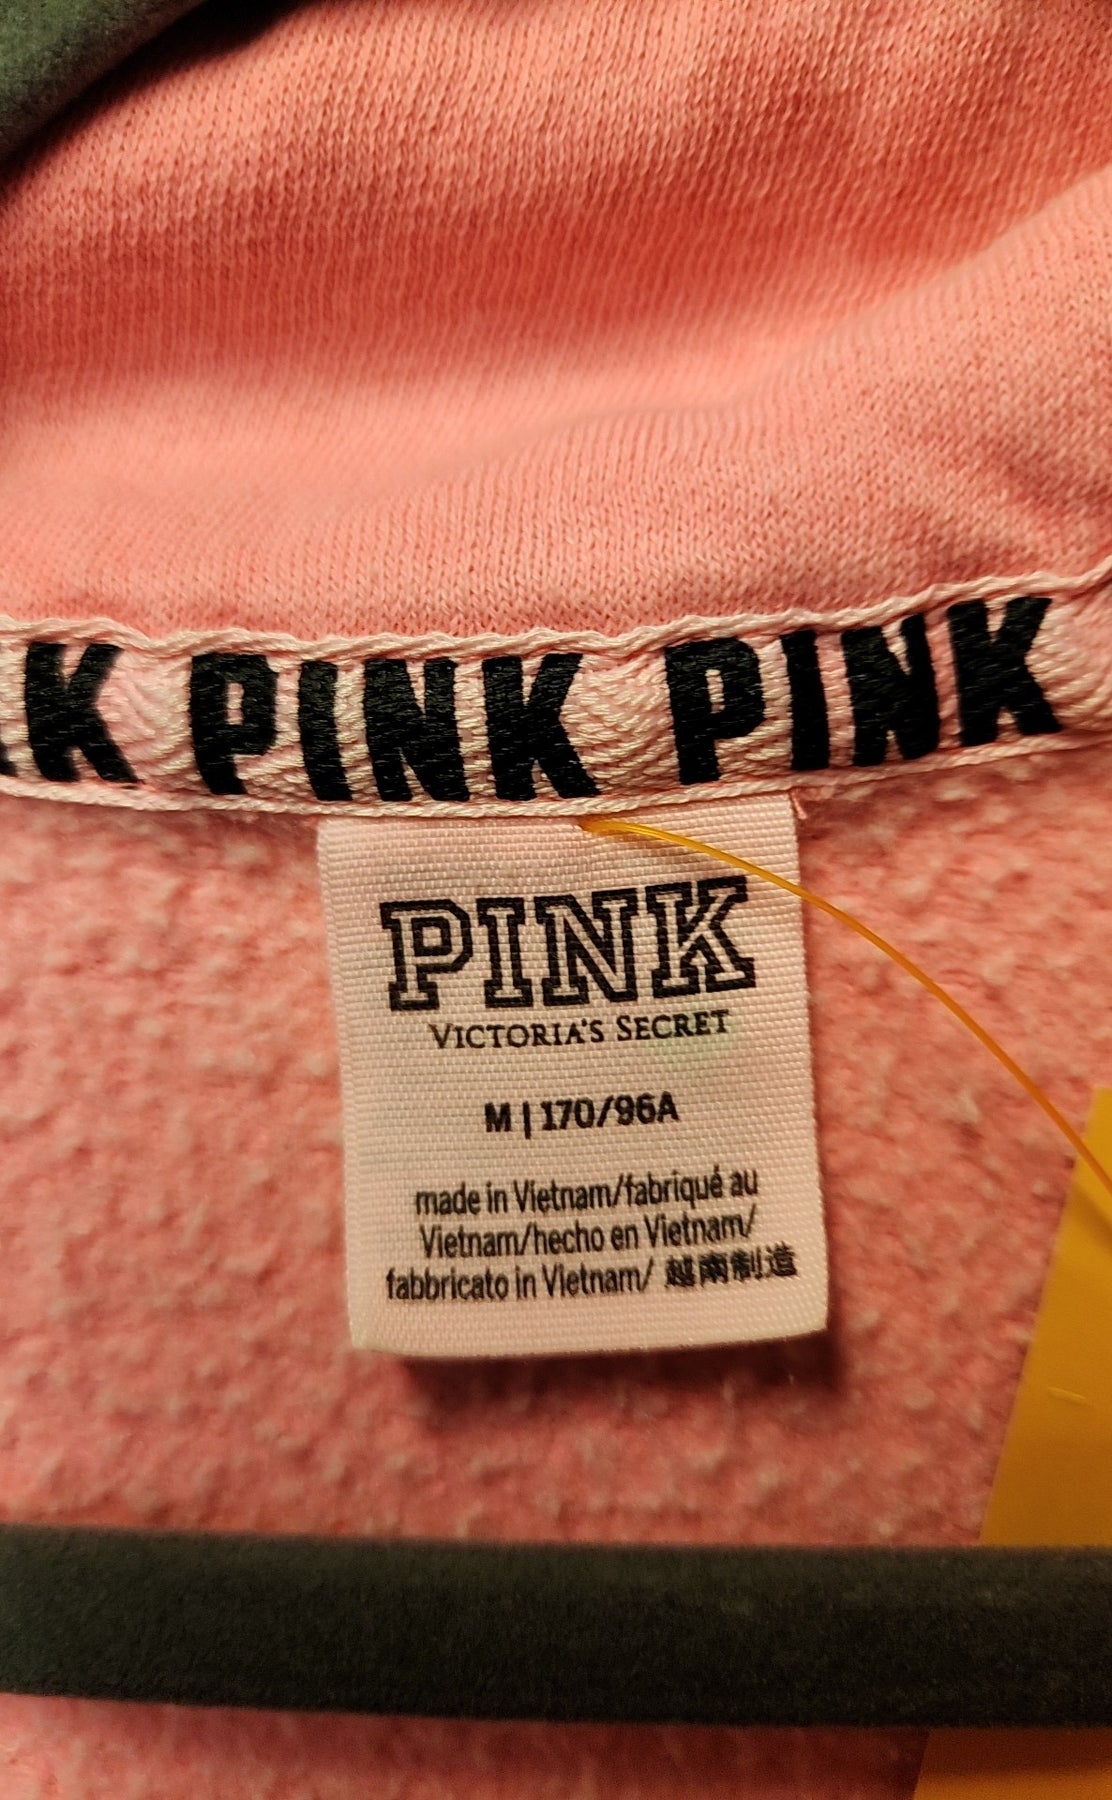 K PINK PINK
PINK
VICTORIA'S SECRET
M | 170/96A
made in Vietnam/fabriqué au
Vietnam/hecho en Vietnam/
fabbricato in Vietnam/ 越南制造